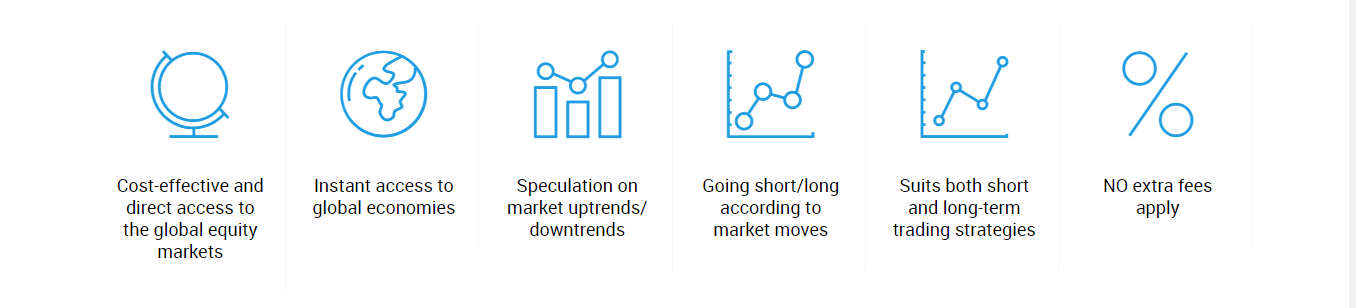 Cost-effective and
direct access to
the global equity
markets
Instant access to
global economies
Speculation on
market uptrends/
downtrends
Going short/long
according to
market moves
Suits both short
and long-term
trading strategies
NO extra fees
apply